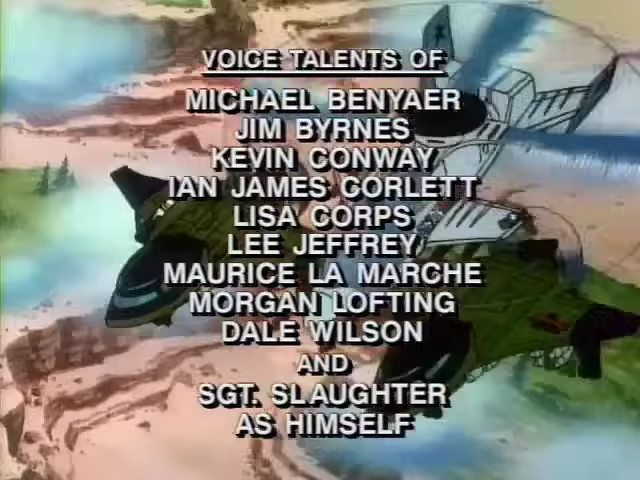 VOICE TALENTS OF
MICHAEL BENYAER
JIM BYRNES
KEVIN CONWAY
IAN JAMES CORLETT
LISA CORPS
LEE JEFFREY
MAURICE LA MARCHE
MORGAN LOFTING
DALE WILSON
AND
SGT. SLAUGHTER
AS HIMSELF